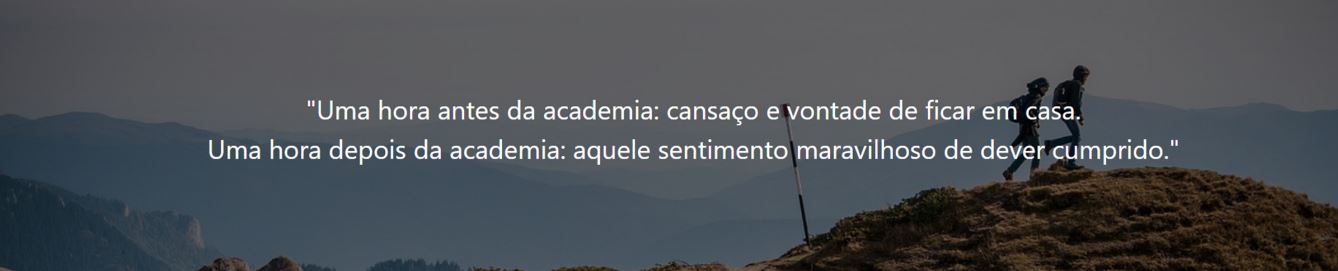 "Uma hora antes da academia: cansaço e vontade de ficar em casa.
Uma hora depois da academia: aquele sentimento maravilhoso de dever cumprido."